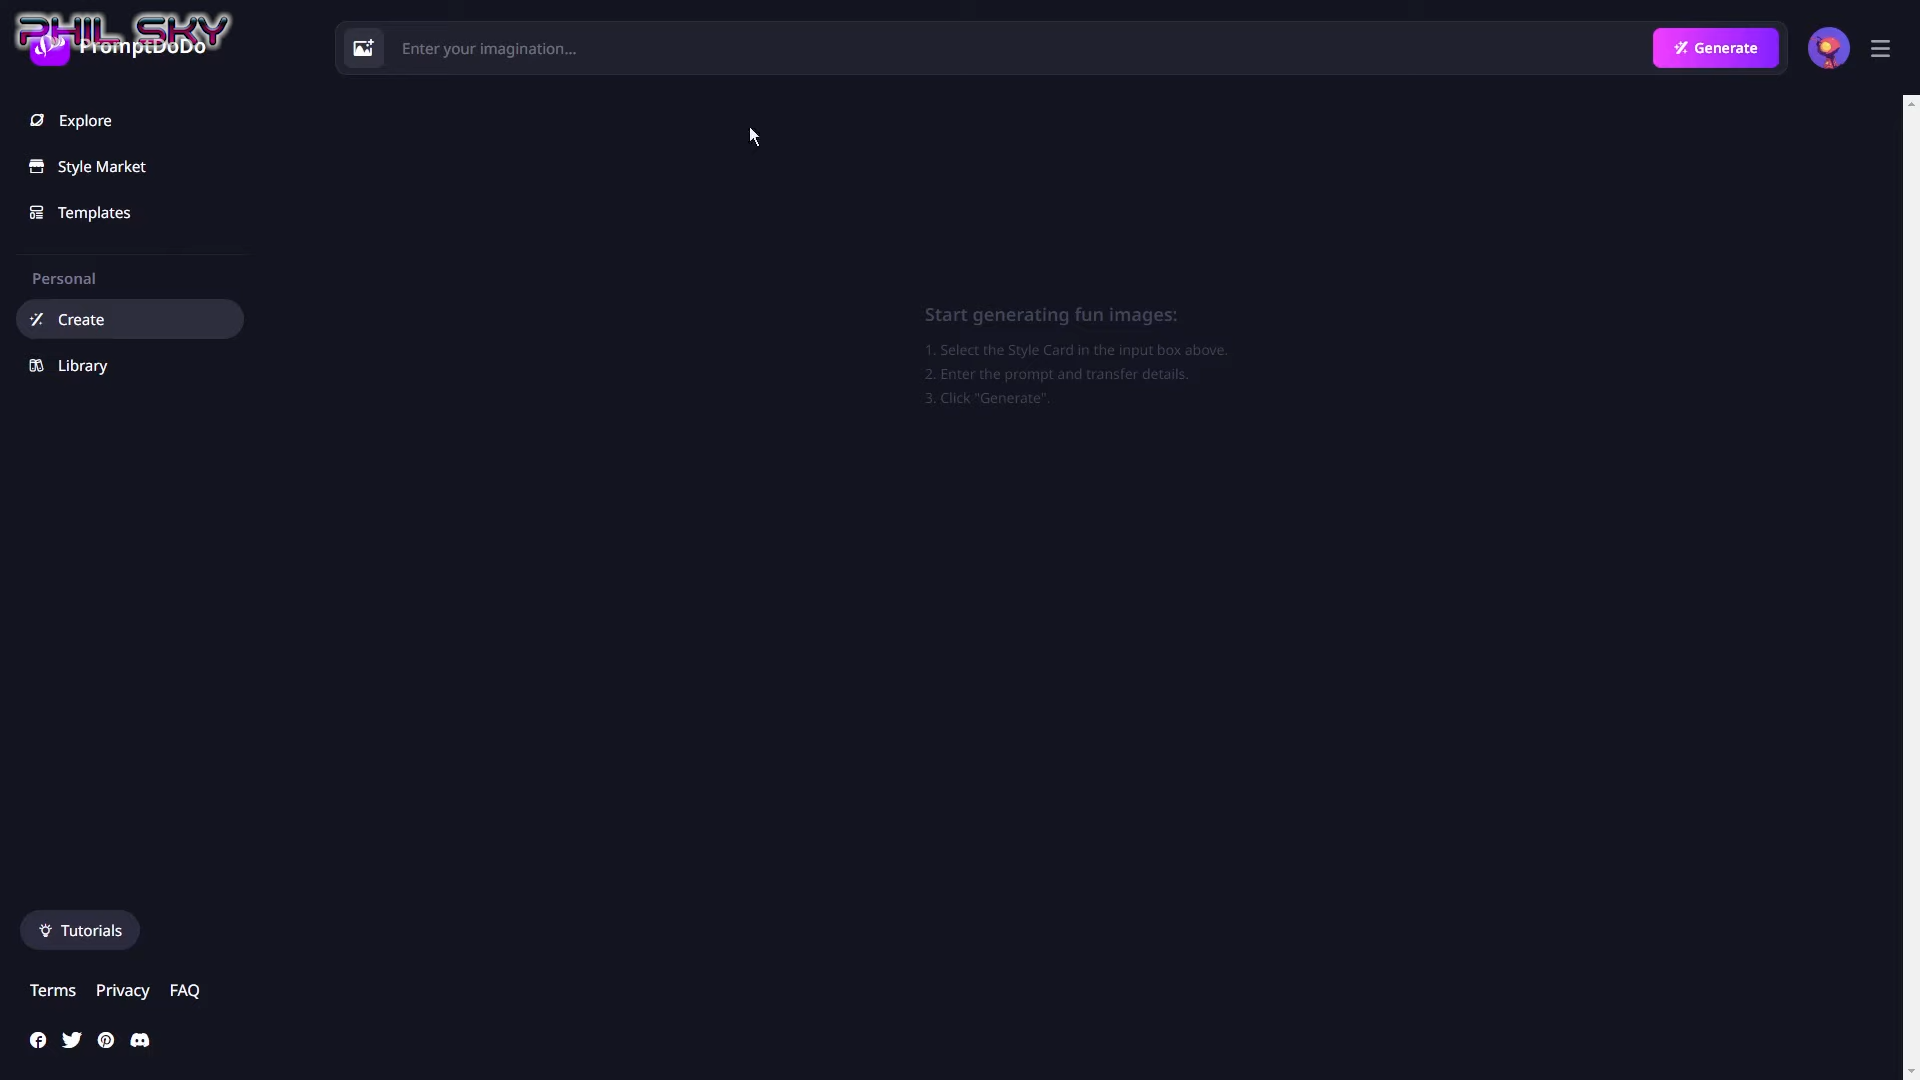 PHIL SKY
PromptDoDo
Enter your imagination...
Generate
Explore
Style Market
Templates
Personal
Create
Library
Start generating fun images:
1. Select the Style Card in the input box above.
2. Enter the prompt and transfer details.
3. Click "Generate".
Tutorials
Terms Privacy FAQ